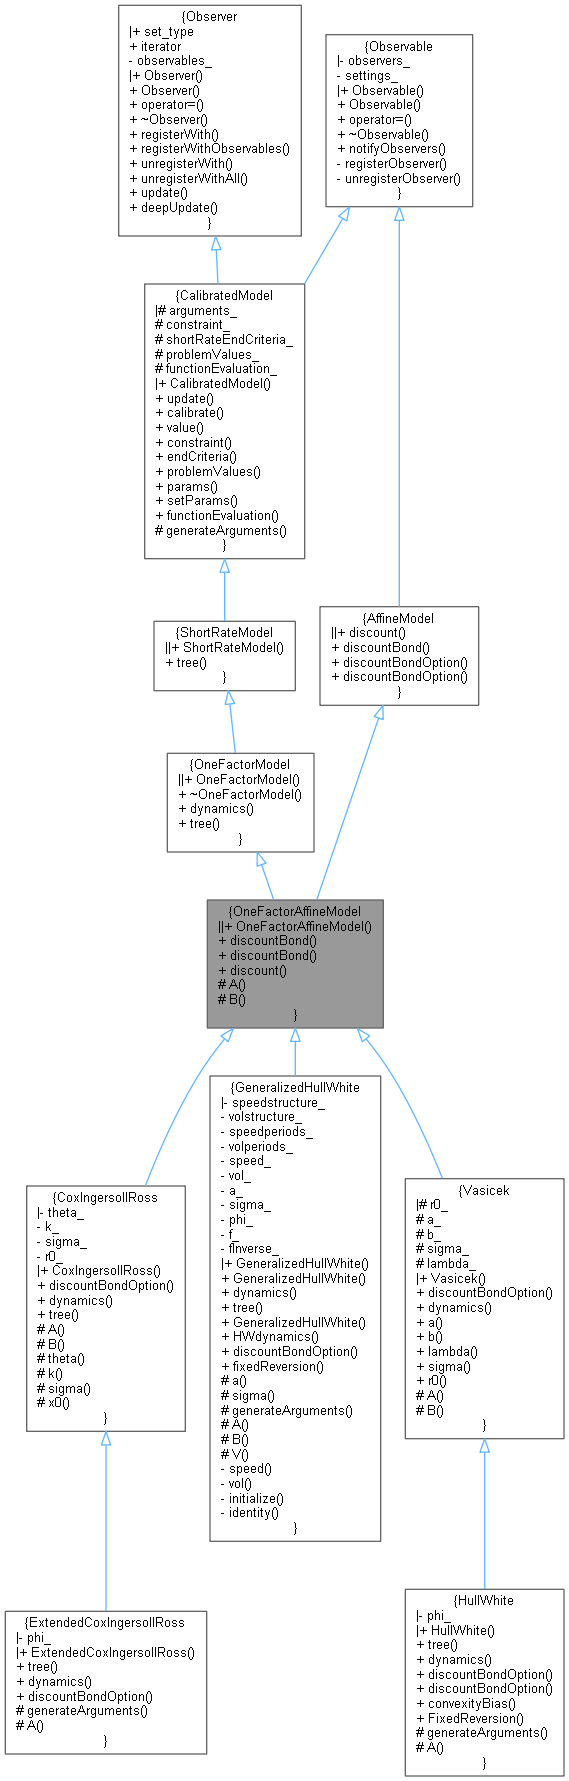 {Observer
|+ set_type
+ iterator
- observables_
|+ Observer()
+ Observer()
+ operator=()
+ ~Observer()
+ registerWith()
+ registerWithObservables()
+ unregisterWith()
+ unregisterWithAll()
+ update()
+ deepUpdate()
}
{Observable
|- observers_
- settings_
|+ Observable()
+ Observable()
+ operator=()
+ ~Observable()
+ notifyObservers()
- registerObserver()
- unregisterObserver()
}
{CalibratedModel
|# arguments_
# constraint_
# shortRateEndCriteria_
# problemValues_
# functionEvaluation_
|+ CalibratedModel()
+ update()
+ calibrate()
+ value()
+ constraint()
+ endCriteria()
+ problemValues()
+ params()
+ setParams()
+ functionEvaluation()
# generateArguments()
}
{ShortRateModel
||+ ShortRateModel()
+ tree()
}
{AffineModel
||+ discount()
+ discountBond()
+ discountBondOption()
+ discountBondOption()
}
{OneFactorModel
||+ OneFactorModel()
+ ~OneFactorModel()
+ dynamics()
+ tree()
}
{OneFactorAffineModel
||+ OneFactorAffineModel()
+ discountBond()
+ discountBond()
+ discount()
# A()
# B()
}
{CoxIngersollRoss
|- theta_
- k_
- sigma_
- r0_
|+ CoxIngersollRoss()
+ discountBondOption()
+ dynamics()
+ tree()
# A()
# B()
# theta()
# k()
# sigma()
# x0()
}
{GeneralizedHullWhite
|- speedstructure_
- volstructure_
- speedperiods_
- volperiods_
- speed_
- vol_
- a_
- sigma_
- phi_
- f_
- fInverse_
|+ GeneralizedHullWhite()
+ GeneralizedHullWhite()
+ dynamics()
+ tree()
+ GeneralizedHullWhite()
+ HWdynamics()
+ discountBondOption()
+ fixedReversion()
# a()
# sigma()
# generateArguments()
# A()
# B()
# V()
- speed()
- vol()
- initialize()
- identity()
}
{Vasicek
|# r0_
# a_
# b_
# sigma_
# lambda_
|+ Vasicek()
+ discountBondOption()
+ dynamics()
+ a()
+ b()
+ lambda()
+ sigma()
+ r0()
# A()
# B()
}
{ExtendedCoxIngersollRoss
|- phi_
|+ ExtendedCoxIngersollRoss()
+ tree()
+ dynamics()
+ discountBondOption()
# generateArguments()
# A()
}
{HullWhite
|- phi_
|+ HullWhite()
+ tree()
+ dynamics()
+ discountBondOption()
+ discountBondOption()
+ convexityBias()
+ FixedReversion()
# generateArguments()
# A()
}